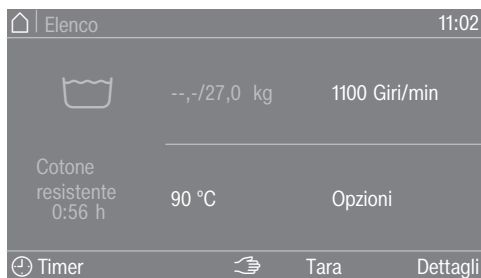 Elenco 11:02
--,-/27,0 kg 1100 Giri/min
Cotone
resistente
0:56 h
90 °C Opzioni
Timer Tara Dettagli